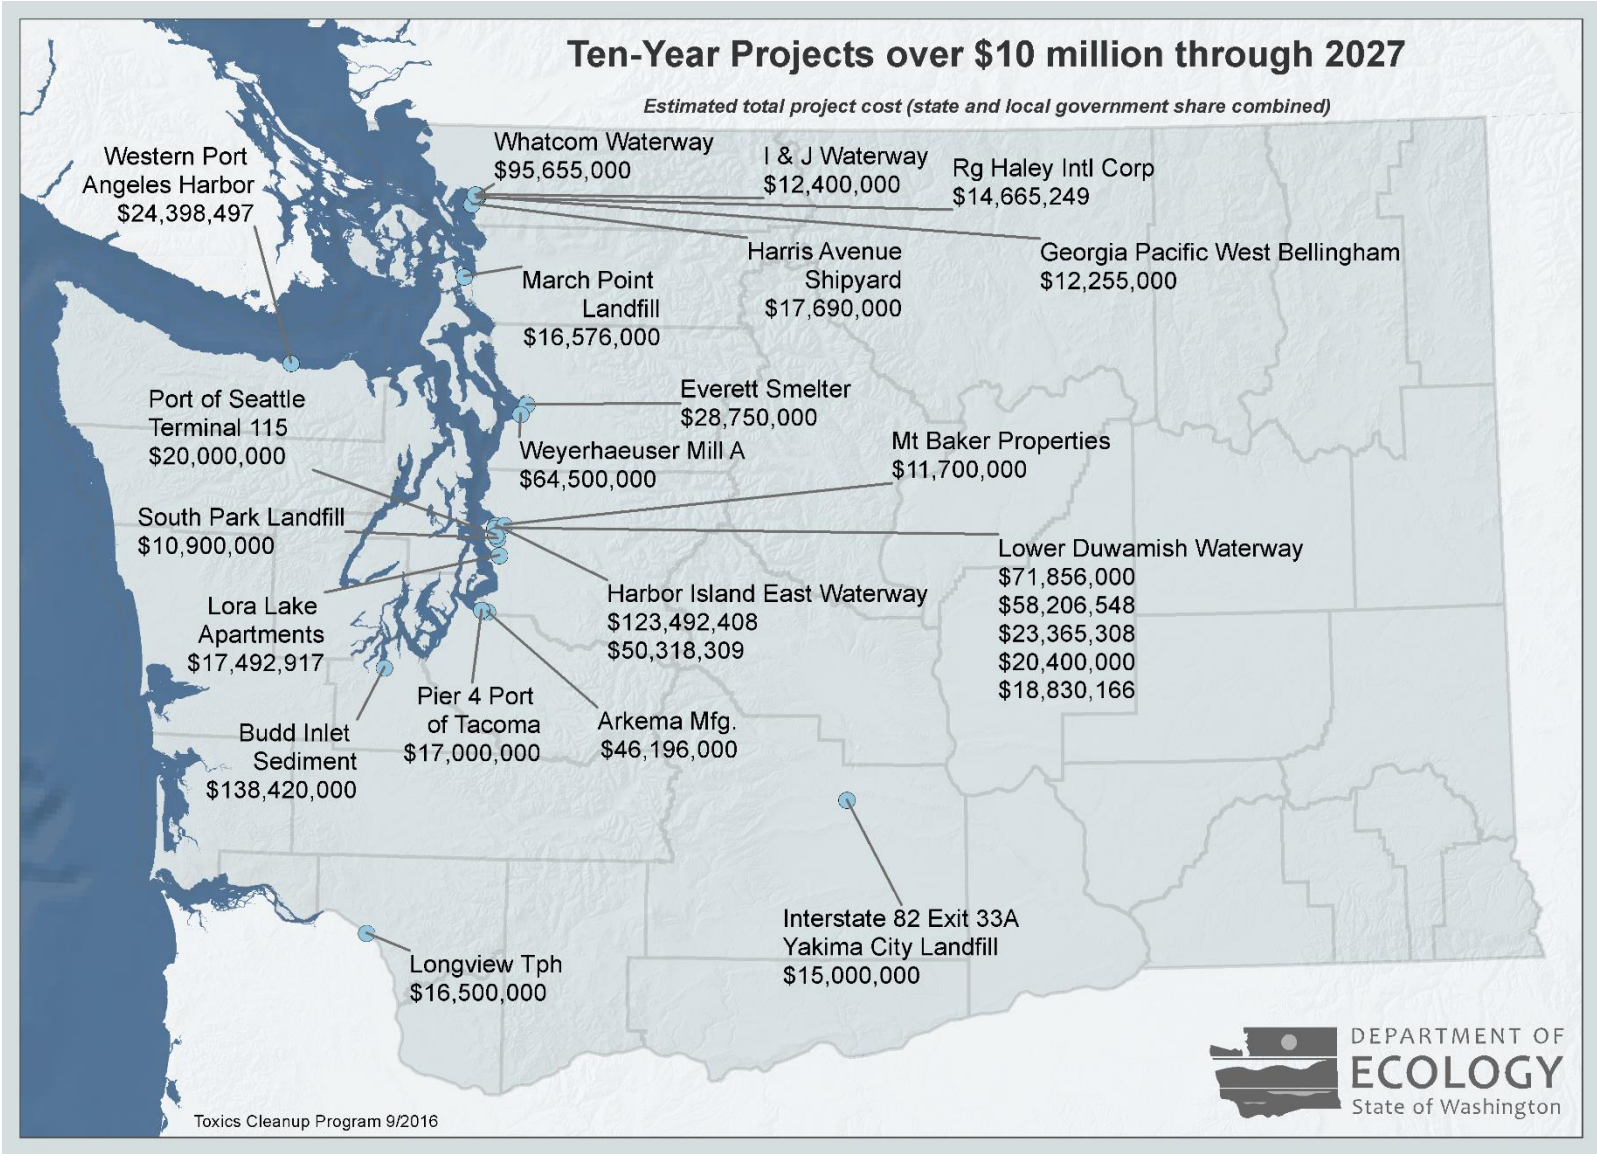 Ten-Year Projects over $10 million through 2027
Estimated total project cost (state and local government share combined)
Western Port
Angeles Harbor
$24,398,497
Whatcom Waterway
$95,655,000
I & J Waterway
$12,400,000
Rg Haley Intl Corp
$14,665,249
Harris Avenue
Shipyard
$17,690,000
Georgia Pacific West Bellingham
$12,255,000
March Point
Landfill
$16,576,000
Port of Seattle
Terminal 115
$20,000,000
Everett Smelter
$28,750,000
Weyerhaeuser Mill A
$64,500,000
Mt Baker Properties
$11,700,000
South Park Landfill
$10,900,000
Lower Duwamish Waterway
$71,856,000
$58,206,548
$23,365,308
$20,400,000
$18,830,166
Lora Lake
Apartments
$17,492,917
Harbor Island East Waterway
$123,492,408
$50,318,309
Budd Inlet
Sediment
$138,420,000
Pier 4 Port
of Tacoma
$17,000,000
Arkema Mfg.
$46,196,000
Interstate 82 Exit 33A
Yakima City Landfill
$15,000,000
Longview Tph
$16,500,000
Toxics Cleanup Program 9/2016
DEPARTMENT OF
ECOLOGY
State of Washington